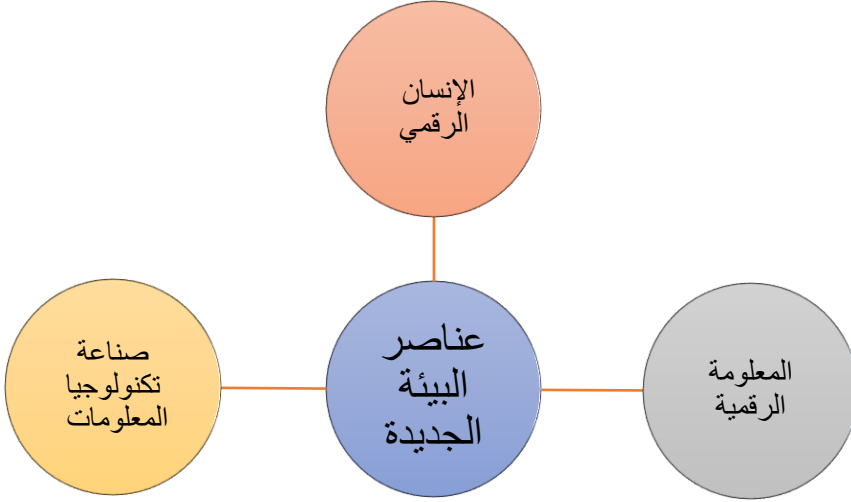 الإنسان
الرقمي
عناصر
البيئة
الجديدة
المعلومة
الرقمية
صناعة
تكنولوجيا
المعلومات